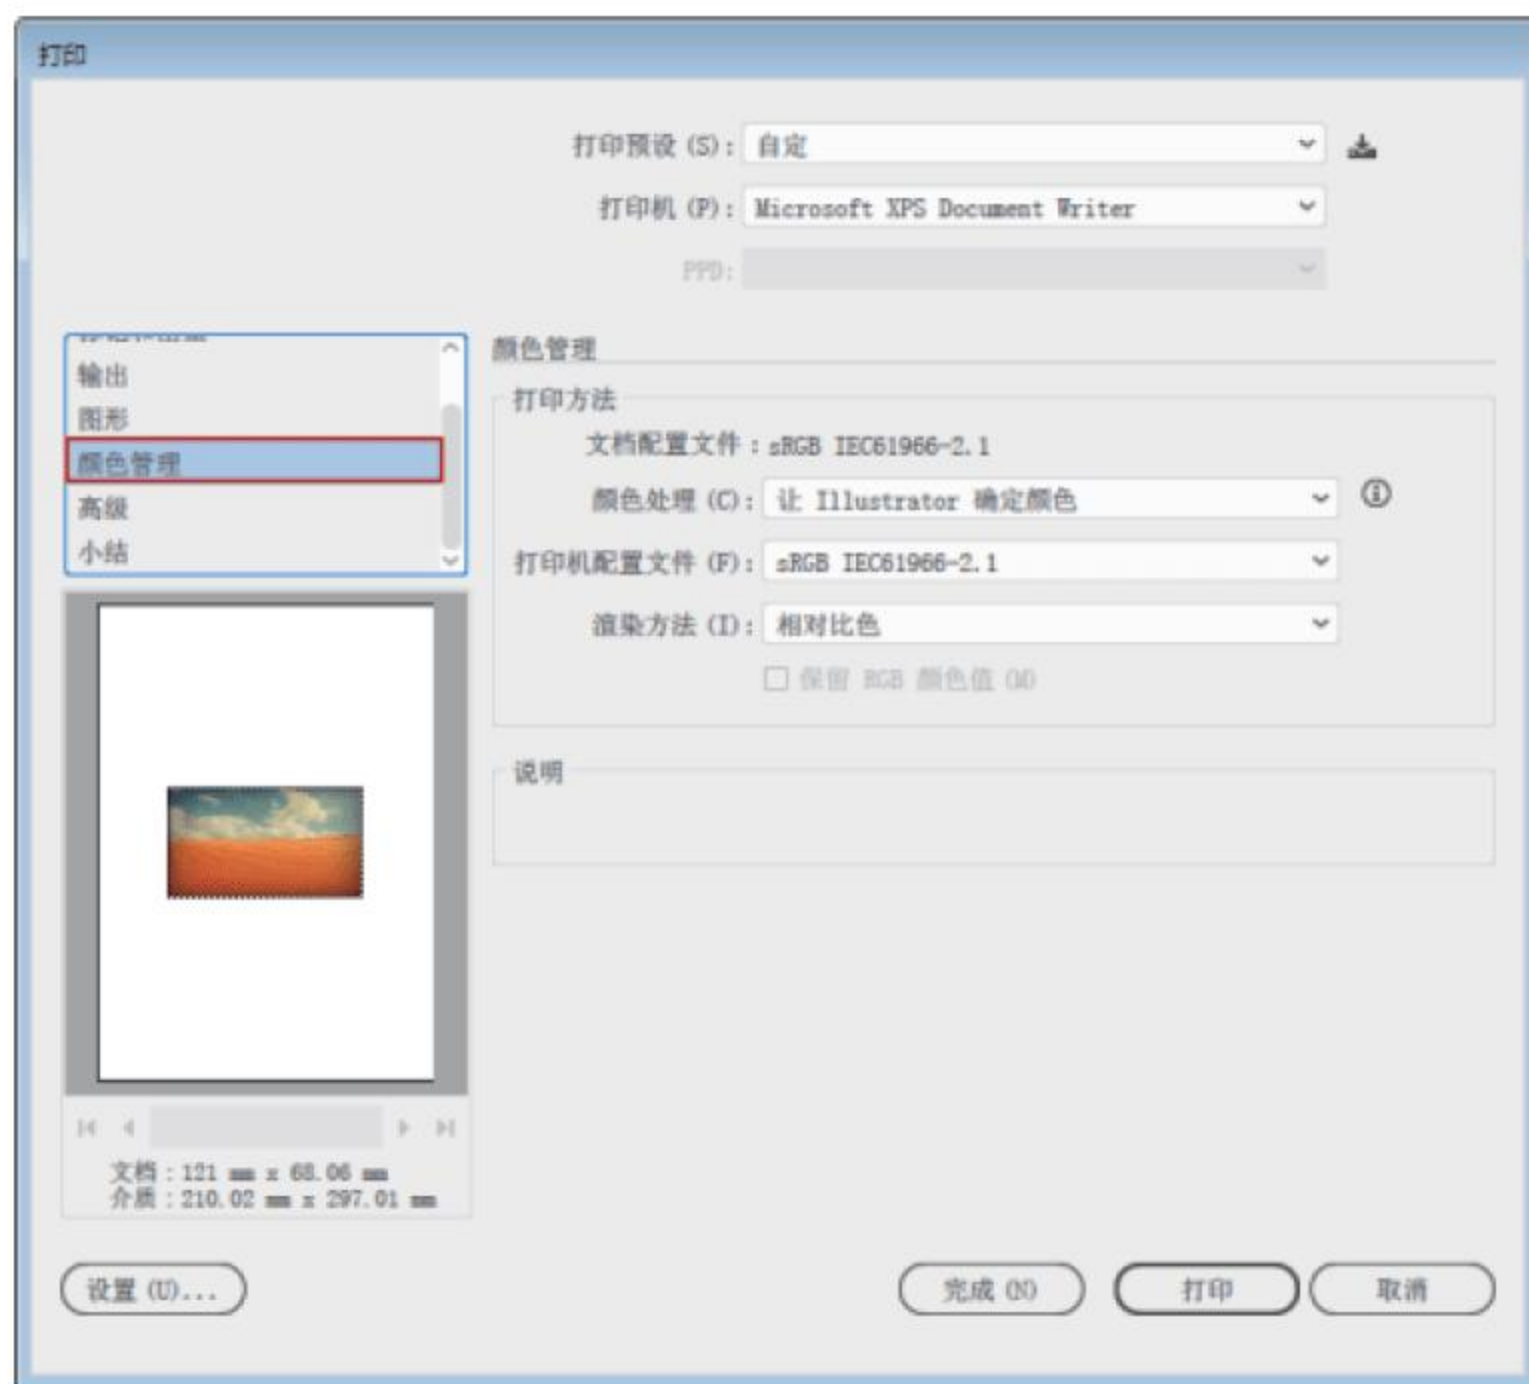 打印
打印预设 (S): 自定
打印机 (P): Microsoft XPS Document Writer
PPD:
输出
图形
颜色管理
高级
小结
颜色管理
打印方法
文档配置文件：sRGB IEC61966-2.1
颜色处理 (C): 让 Illustrator 确定颜色
打印机配置文件 (F): sRGB IEC61966-2.1
渲染方法 (I): 相对比色
保留 RGB 颜色值 (M)
说明
文档：121 mm x 68.06 mm
介质：210.02 mm x 297.01 mm
设置 (U)...
完成 (N)
打印
取消